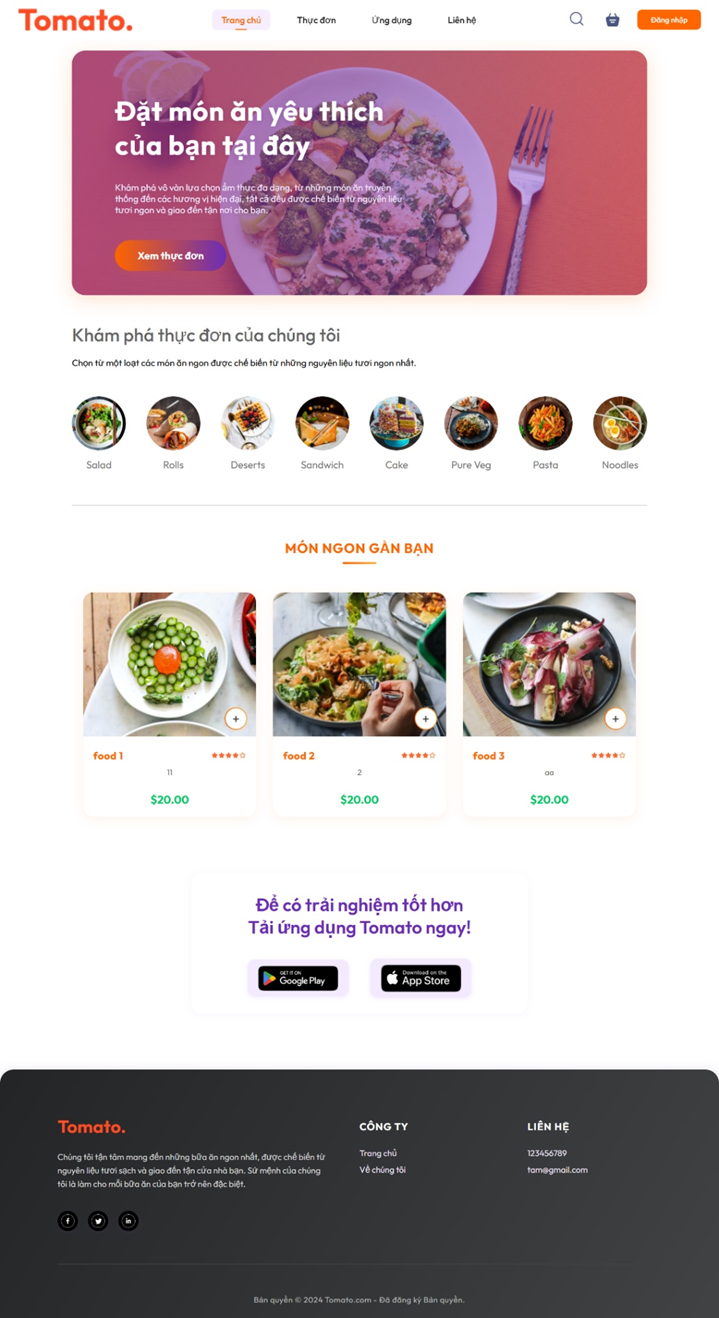 Tomato.
Trang chủ
Thực đơn
Ứng dụng
Liên hệ
Đăng nhập
Đặt món ăn yêu thích
của bạn tại đây
Khám phá vô vàn lựa chọn ẩm thực đa dạng, từ những món ăn truyền
thống đến các hương vị hiện đại, tất cả đều được chế biến từ nguyên liệu
tươi ngon và giao đến tận nơi cho bạn.
Xem thực đơn
Khám phá thực đơn của chúng tôi
Chọn từ một loạt các món ăn ngon được chế biến từ những nguyên liệu tươi ngon nhất.
Salad
Rolls
Deserts
Sandwich
Cake
Pure Veg
Pasta
Noodles
MÓN NGON GẦN BẠN
food 1
11
$20.00
food 2
2
$20.00
food 3
aa
$20.00
Để có trải nghiệm tốt hơn
Tải ứng dụng Tomato ngay!
GET IT ON
Google Play
Download on the
App Store
Tomato.
Chúng tôi tận tâm mang đến những bữa ăn ngon nhất, được chế biến từ
nguyên liệu tươi sạch và giao đến tận cửa nhà bạn. Sứ mệnh của chúng
tôi là làm cho mỗi bữa ăn của bạn trở nên đặc biệt.
CÔNG TY
Trang chủ
Về chúng tôi
LIÊN HỆ
123456789
tam@gmail.com
Bản quyền © 2024 Tomato.com - Đã đăng ký Bản quyền.